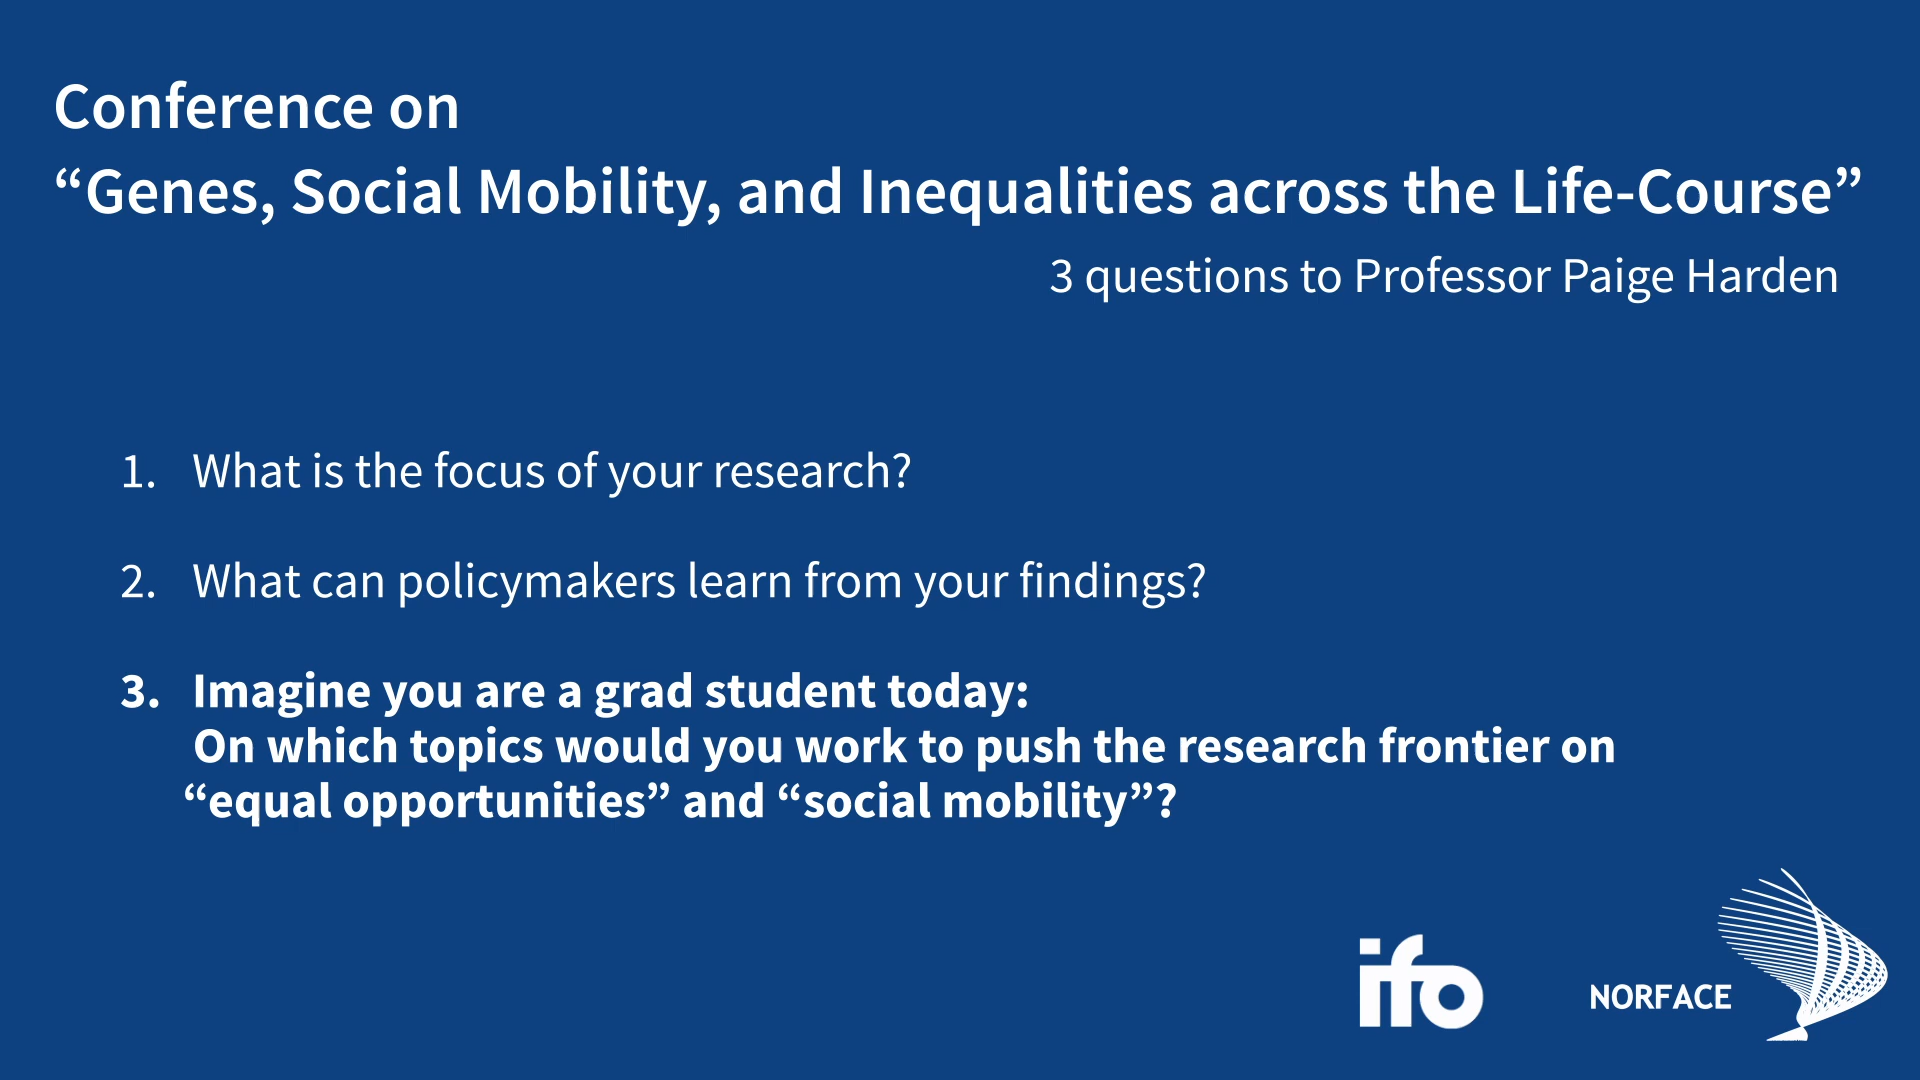 Conference on
“Genes, Social Mobility, and Inequalities across the Life-Course”
3 questions to Professor Paige Harden
1. What is the focus of your research?
2. What can policymakers learn from your findings?
3. Imagine you are a grad student today:
On which topics would you work to push the research frontier on
“equal opportunities” and “social mobility”?
ifo
NORFACE